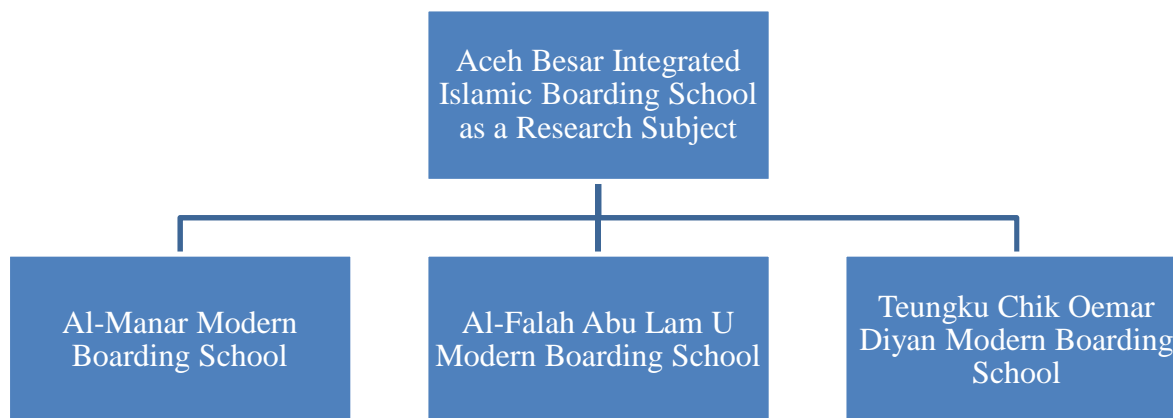 Aceh Besar Integrated
Islamic Boarding School
as a Research Subject
Al-Manar Modern
Boarding School
Al-Falah Abu Lam U
Modern Boarding School
Teungku Chik Oemar
Diyan Modern Boarding
School